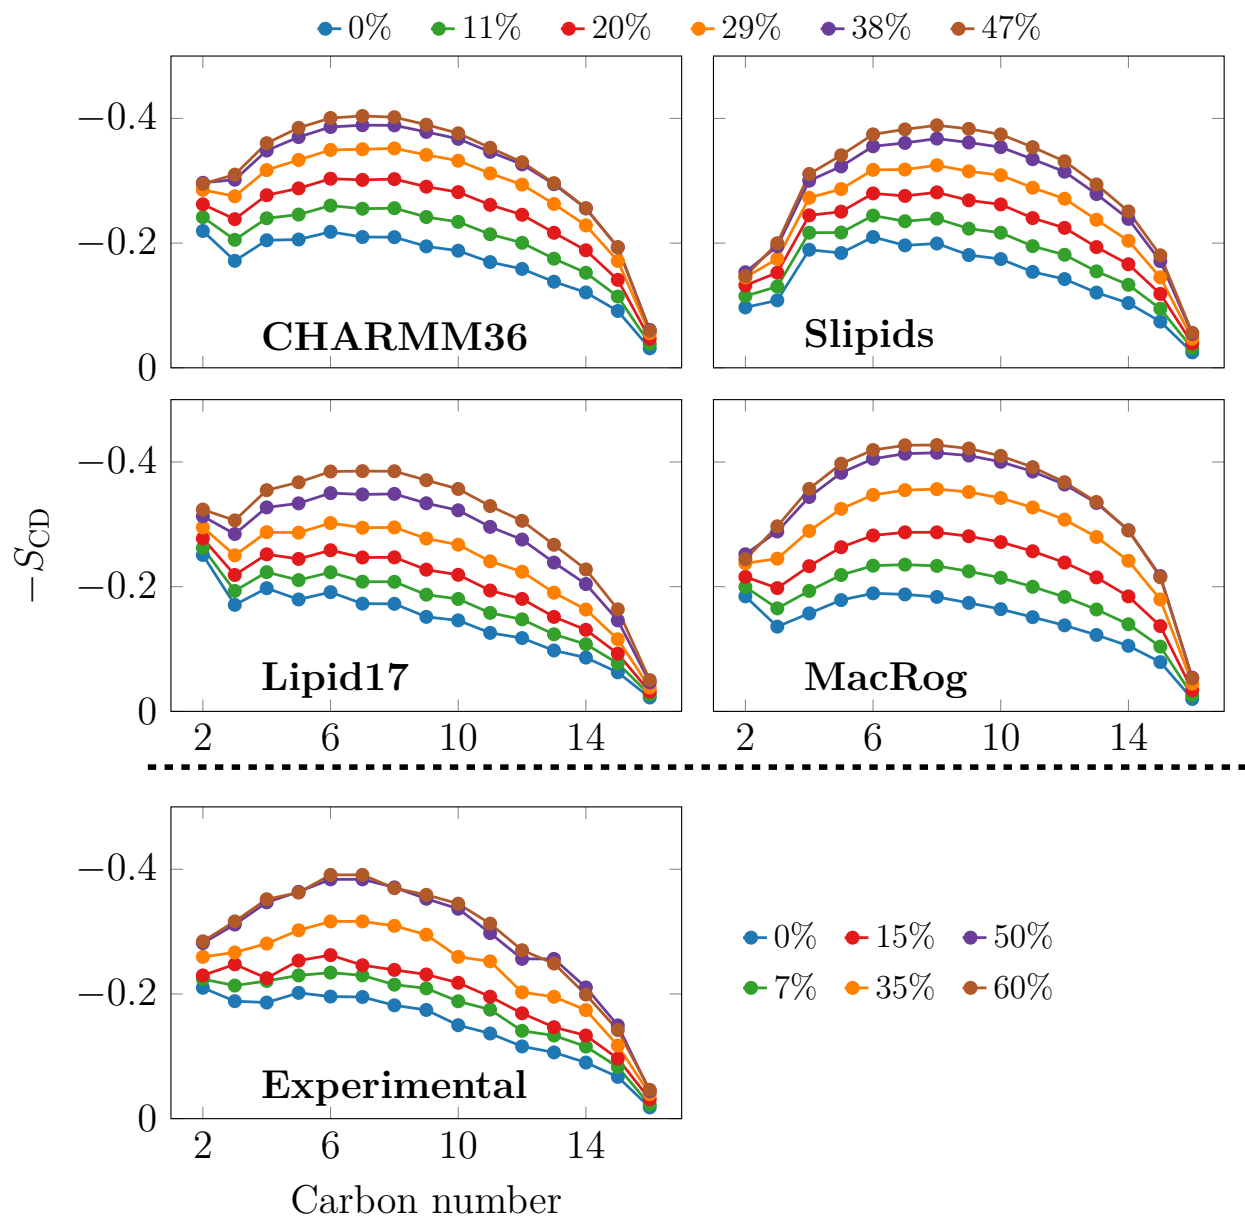 0% 11% 20% 29% 38% 47%
−0.4
−0.2
0
CHARMM36
Slipids
−0.4
−0.2
0
Lipid17
MacRog
2 6 10 14
2 6 10 14
−S_CD
−0.4
−0.2
0
Experimental
0% 15% 50%
7% 35% 60%
2 6 10 14
Carbon number